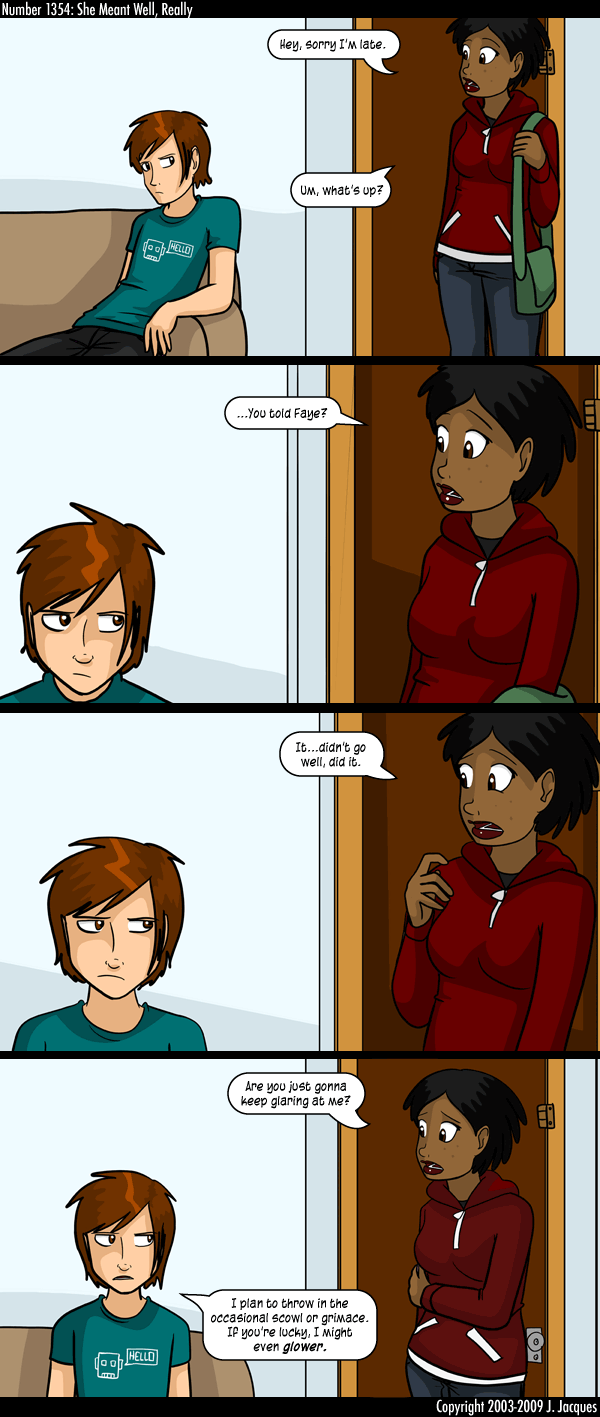 Number 1354: She Meant Well, Really
Hey, sorry I'm late.
Um, what's up?
HELLO
...You told Faye?
It...didn't go
well, did it.
Are you just gonna
keep glaring at me?
I plan to throw in the
occasional scowl or grimace.
If you're lucky, I might
even glower.
HELLO
Copyright 2003-2009 J. Jacques